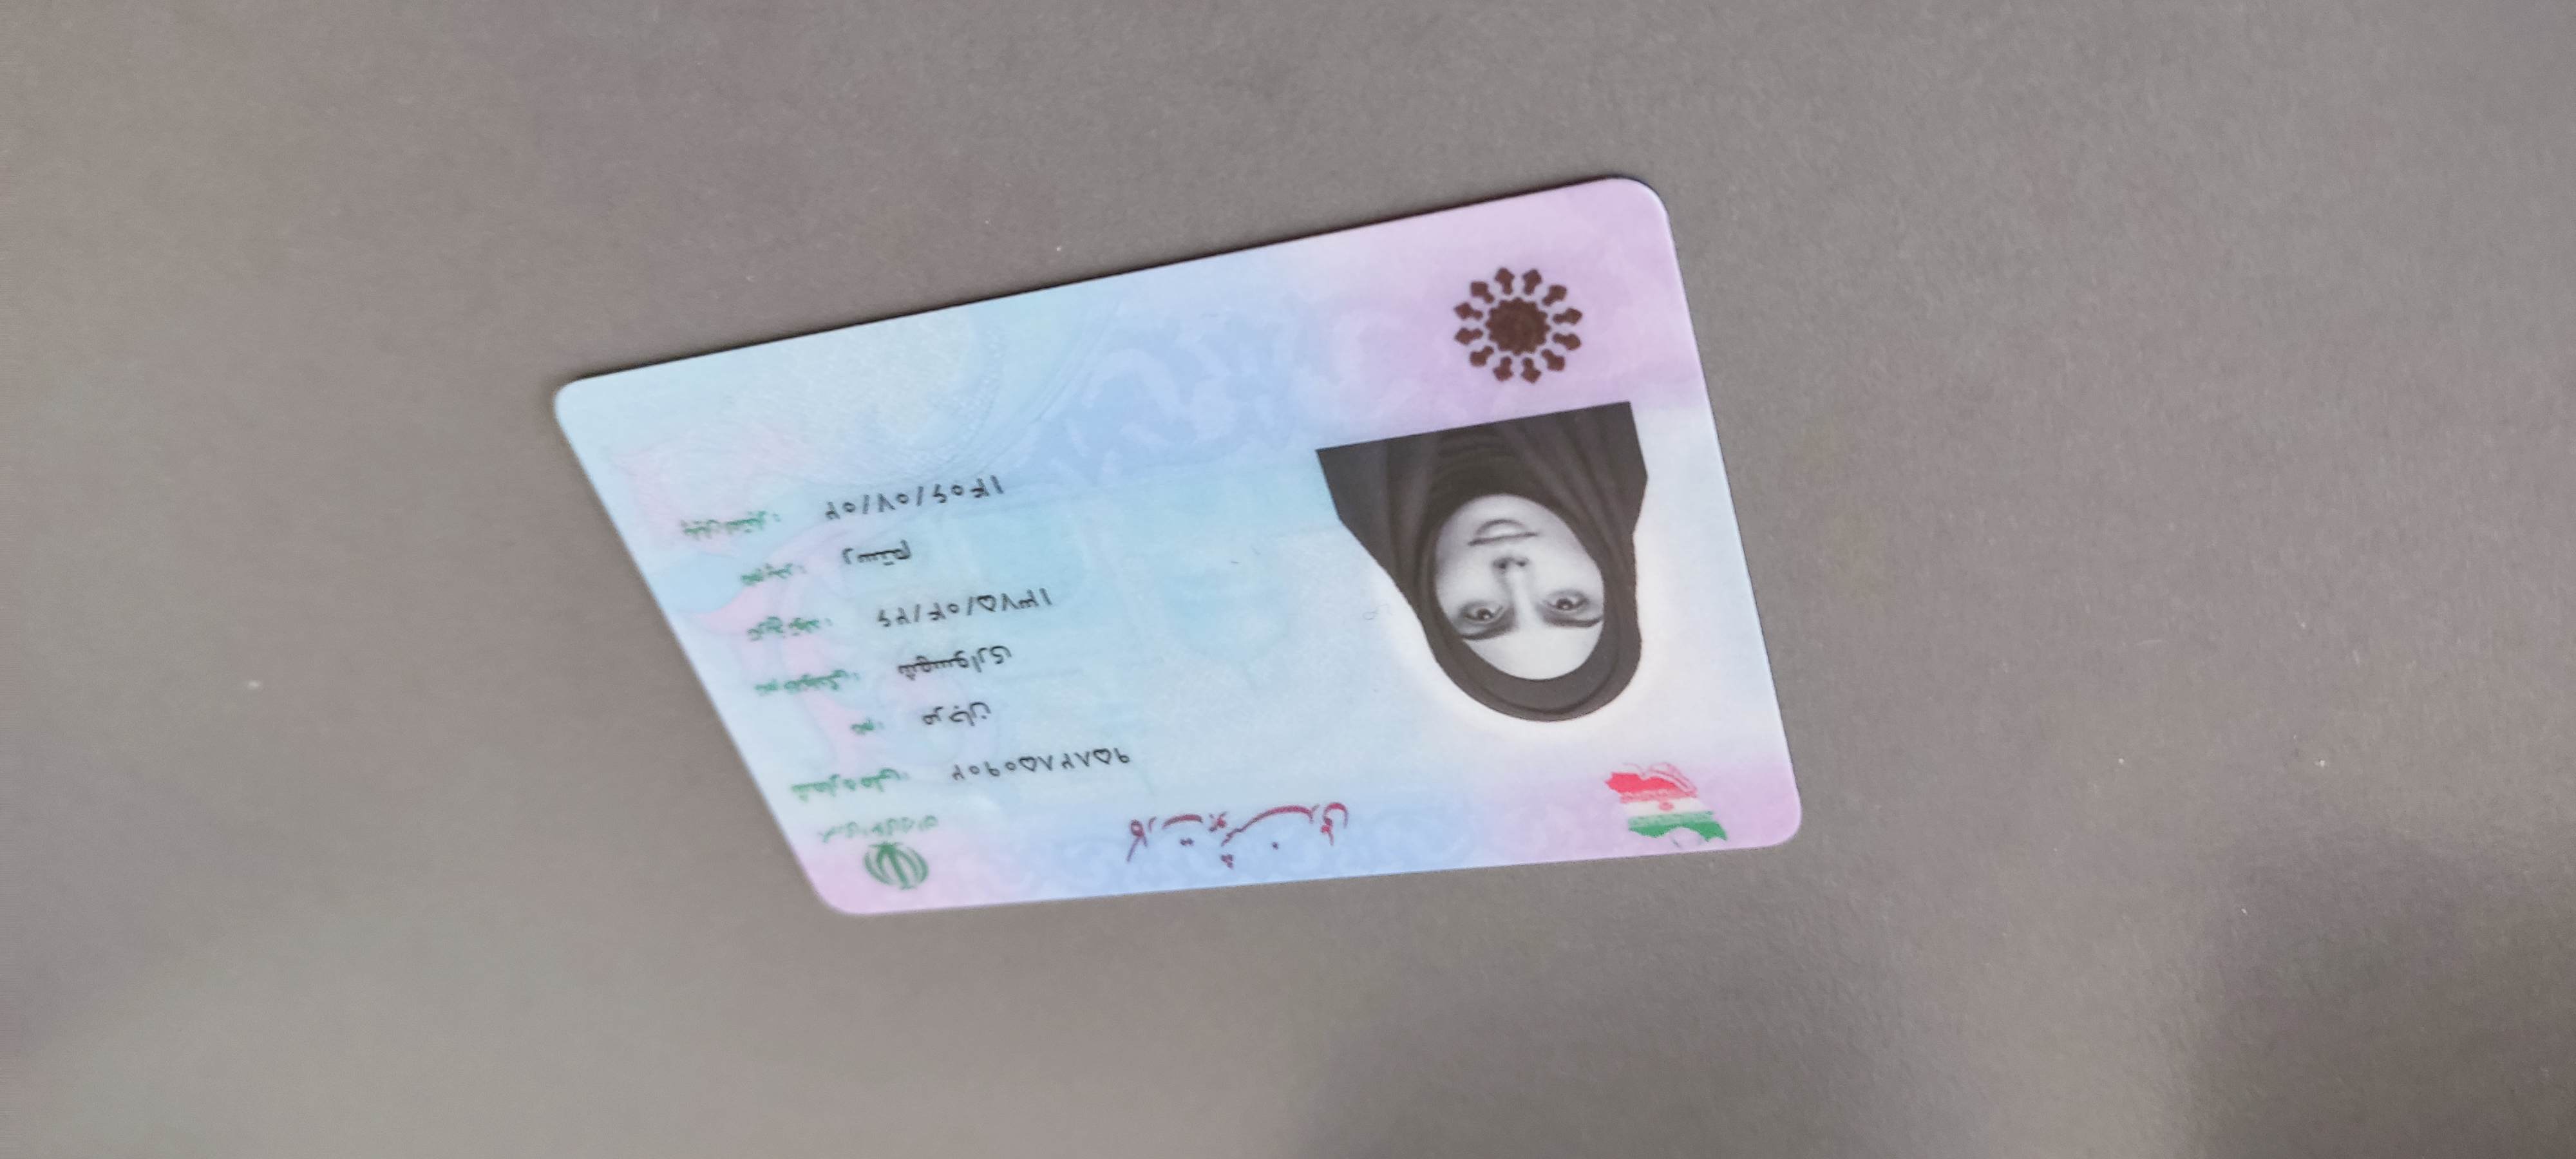 جمهوری اسلامی ایران
کارت هوشمند ملی
شماره ملی: ۹۵۸۲۸۵۰۹۰۲
نام: مرجان
نام خانوادگی: شهسواری
تاریخ تولد: ۱۳۷۵/۰۴/۲۶
نام پدر: رستم
پایان اعتبار: ۱۴۰۶/۰۷/۰۲